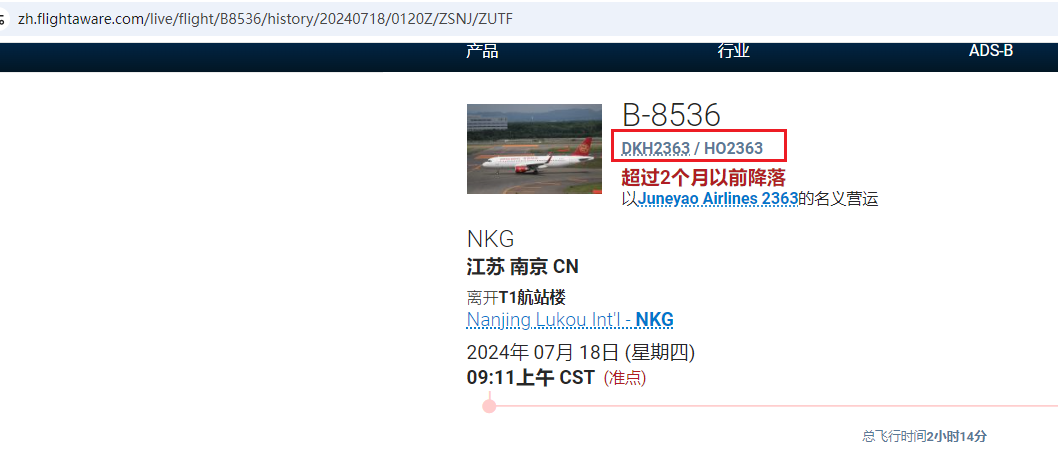 zh.flightaware.com/live/flight/B8536/history/20240718/0120Z/ZSNJ/ZUTF
产品 行业 ADS-B
B-8536
DKH2363 / HO2363
超过2个月以前降落
以Juneyao Airlines 2363的名义营运
NKG
江苏 南京 CN
离开T1航站楼
Nanjing Lukou Int'l - NKG
2024年 07月 18日 (星期四)
09:11上午 CST (准点)
总飞行时间2小时14分